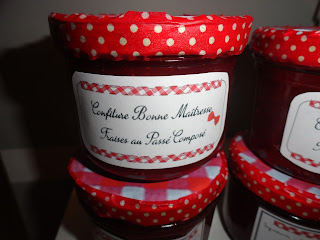 Confiture Bonne Maîtresse
Fraises au Passé Composé